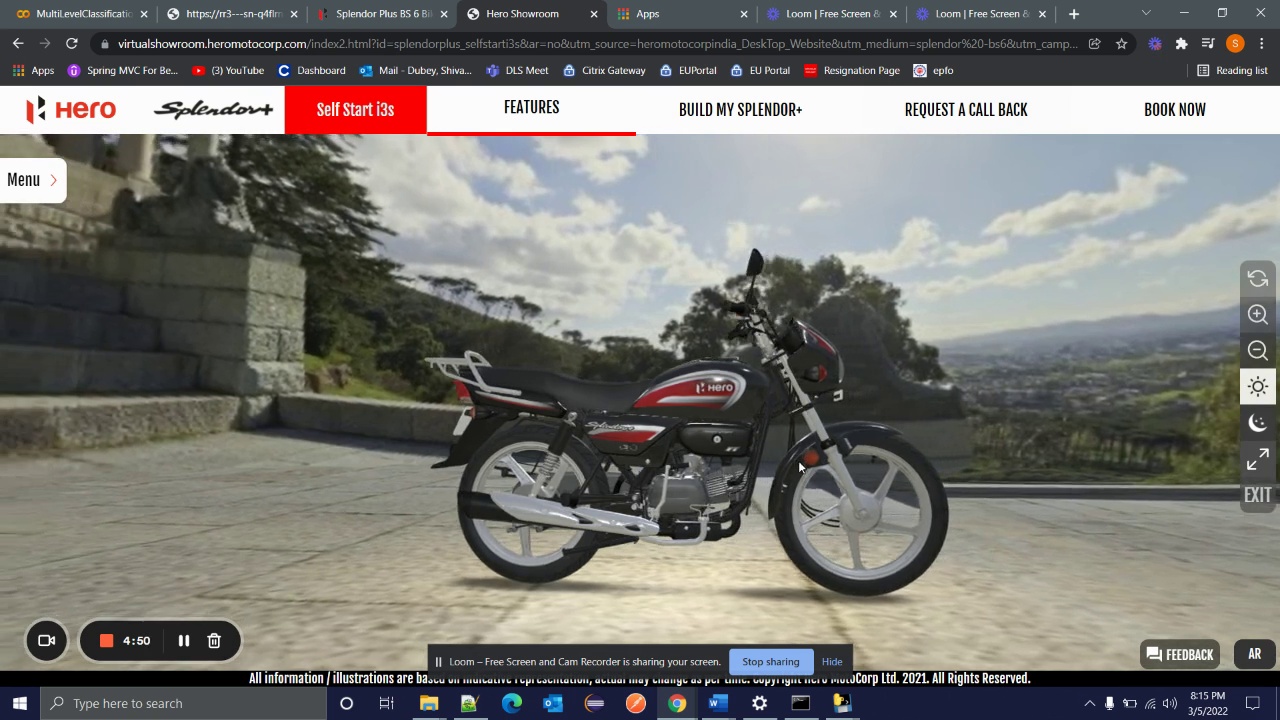 MultiLevelClassificatio
https://rr3---sn-q4flrn
Splendor Plus BS 6 Bi
Hero Showroom
Apps
Loom | Free Screen &
Loom | Free Screen &
virtualshowroom.heromotocorp.com/index2.html?id=splendorplus_selfstarti3s&at=no&utm_source=heromotocorpindia_DeskTop_Website&utm_medium=splendor%20-bs6&utm_camp...
S
Apps
Spring MVC For Be...
(3) YouTube
Dashboard
Mail - Dubey, Shiva...
DLS Meet
Citrix Gateway
EUPortal
EU Portal
Resignation Page
epfo
Reading list
Hero
Splendor+
Self Start i3s
FEATURES
BUILD MY SPLENDOR+
REQUEST A CALL BACK
BOOK NOW
Menu
Hero
Splendor+
EXIT
4:50
Loom – Free Screen and Cam Recorder is sharing your screen.
Stop sharing
Hide
FEEDBACK
AR
All information / illustrations are based on indicative representation, actual may change as per time. Copyright Hero MotoCorp Ltd. 2021. All Rights Reserved.
Type here to search
8:15 PM
3/5/2022